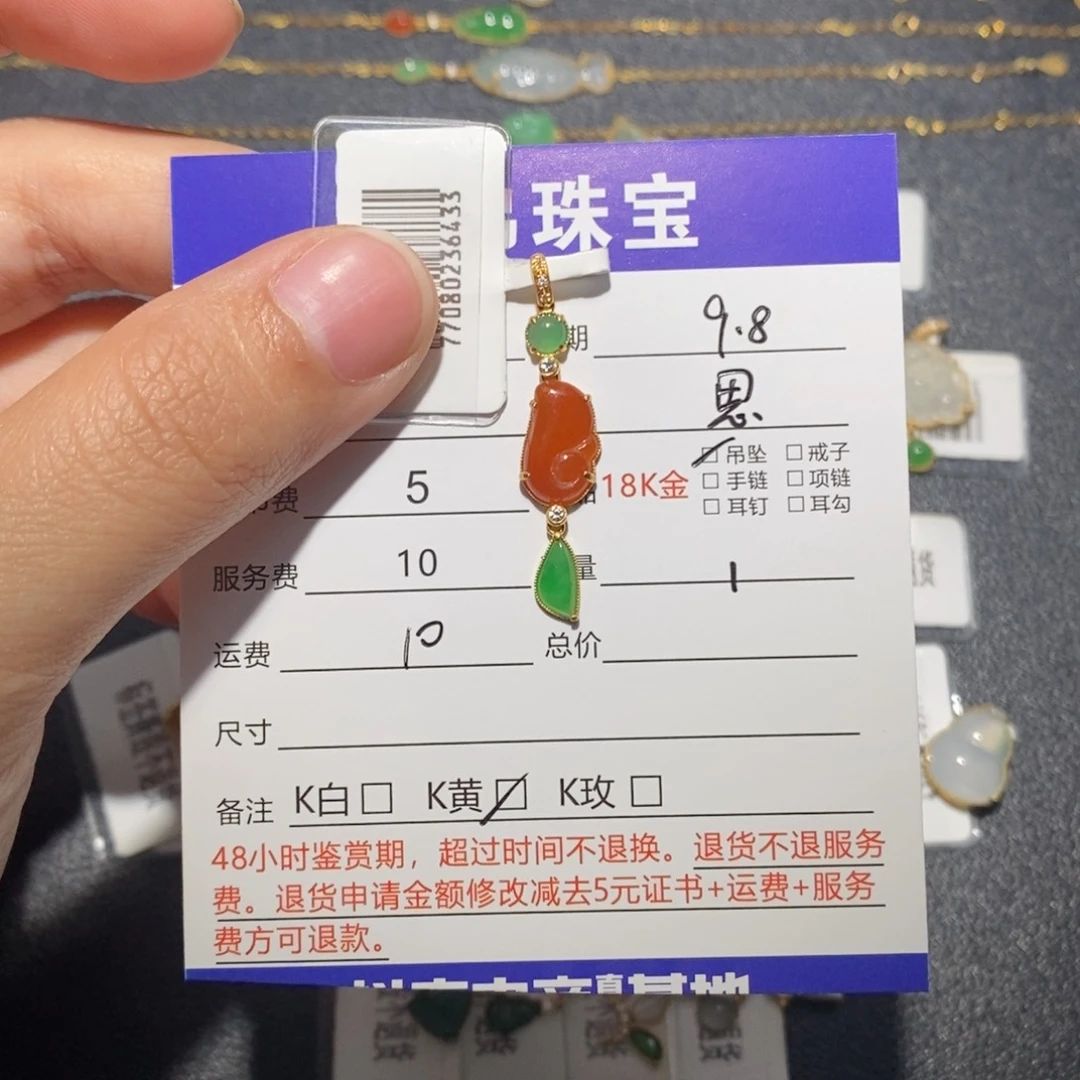 珠宝
77080236433
期 9.8
恩
费 5 18K金 吊坠 戒子
手链 项链
耳钉 耳勾
服务费 10 量 1
运费 10 总价
尺寸
备注 K白 K黄 K玫
48小时鉴赏期，超过时间不退换。退货不退服务
费。退货申请金额修改减去5元证书+运费+服务
费方可退款。